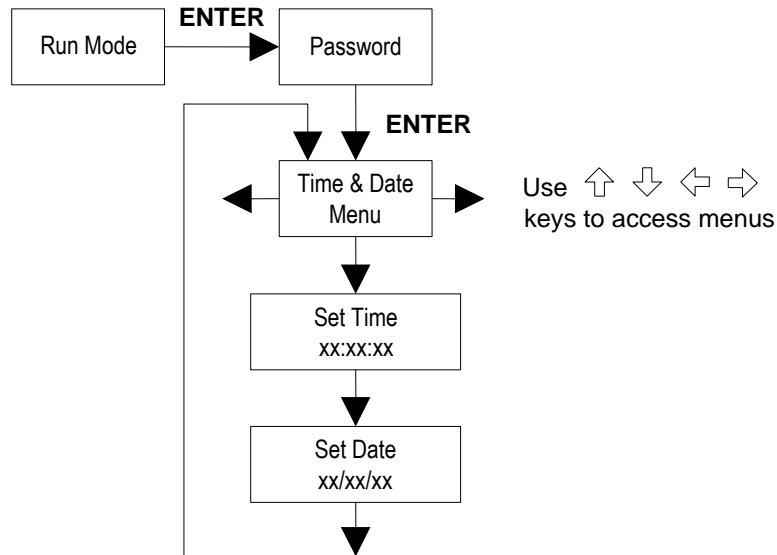 ENTER
Run Mode
Password
ENTER
Time & Date
Menu
Use
keys to access menus
Set Time
xx:xx:xx
Set Date
xx/xx/xx